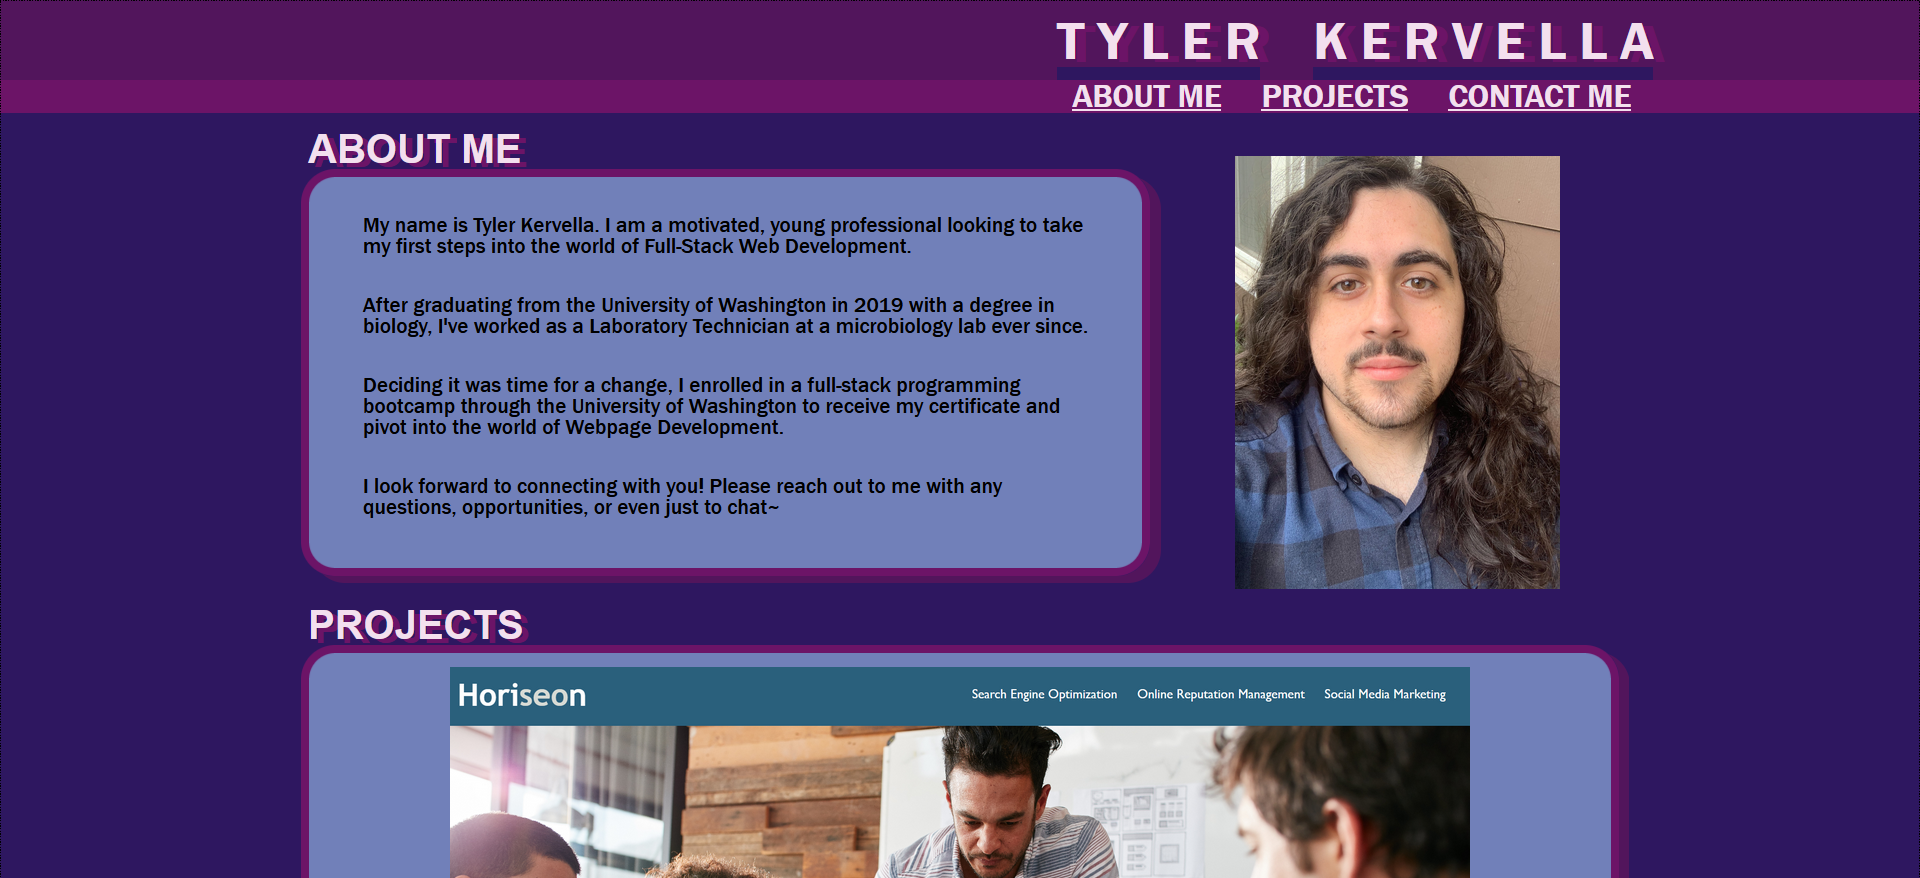 TYLER KERVELLA
ABOUT ME PROJECTS CONTACT ME
ABOUT ME
My name is Tyler Kervella. I am a motivated, young professional looking to take
my first steps into the world of Full-Stack Web Development.
After graduating from the University of Washington in 2019 with a degree in
biology, I've worked as a Laboratory Technician at a microbiology lab ever since.
Deciding it was time for a change, I enrolled in a full-stack programming
bootcamp through the University of Washington to receive my certificate and
pivot into the world of Webpage Development.
I look forward to connecting with you! Please reach out to me with any
questions, opportunities, or even just to chat~
PROJECTS
Horiseon Search Engine Optimization Online Reputation Management Social Media Marketing